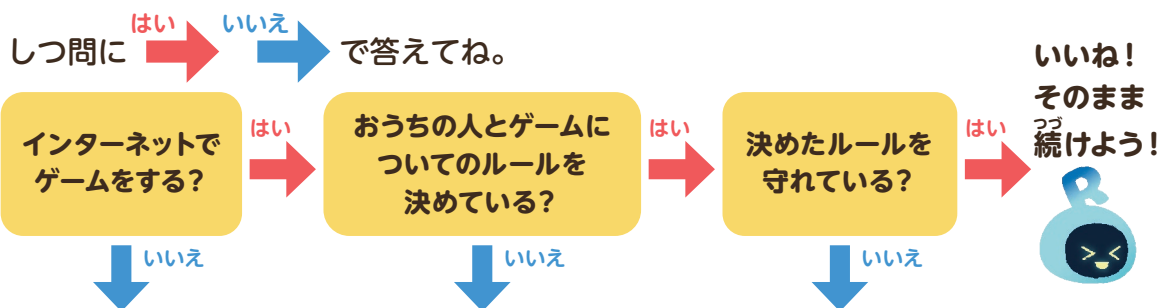 はい いいえ
しつ問に で答えてね。
インターネットで
ゲームをする?
はい
おうちの人とゲームに
ついてのルールを
決めている?
はい
決めたルールを
守れている?
はい
いいね!
そのまま
つづ
続けよう!
R
いいえ
いいえ
いいえ